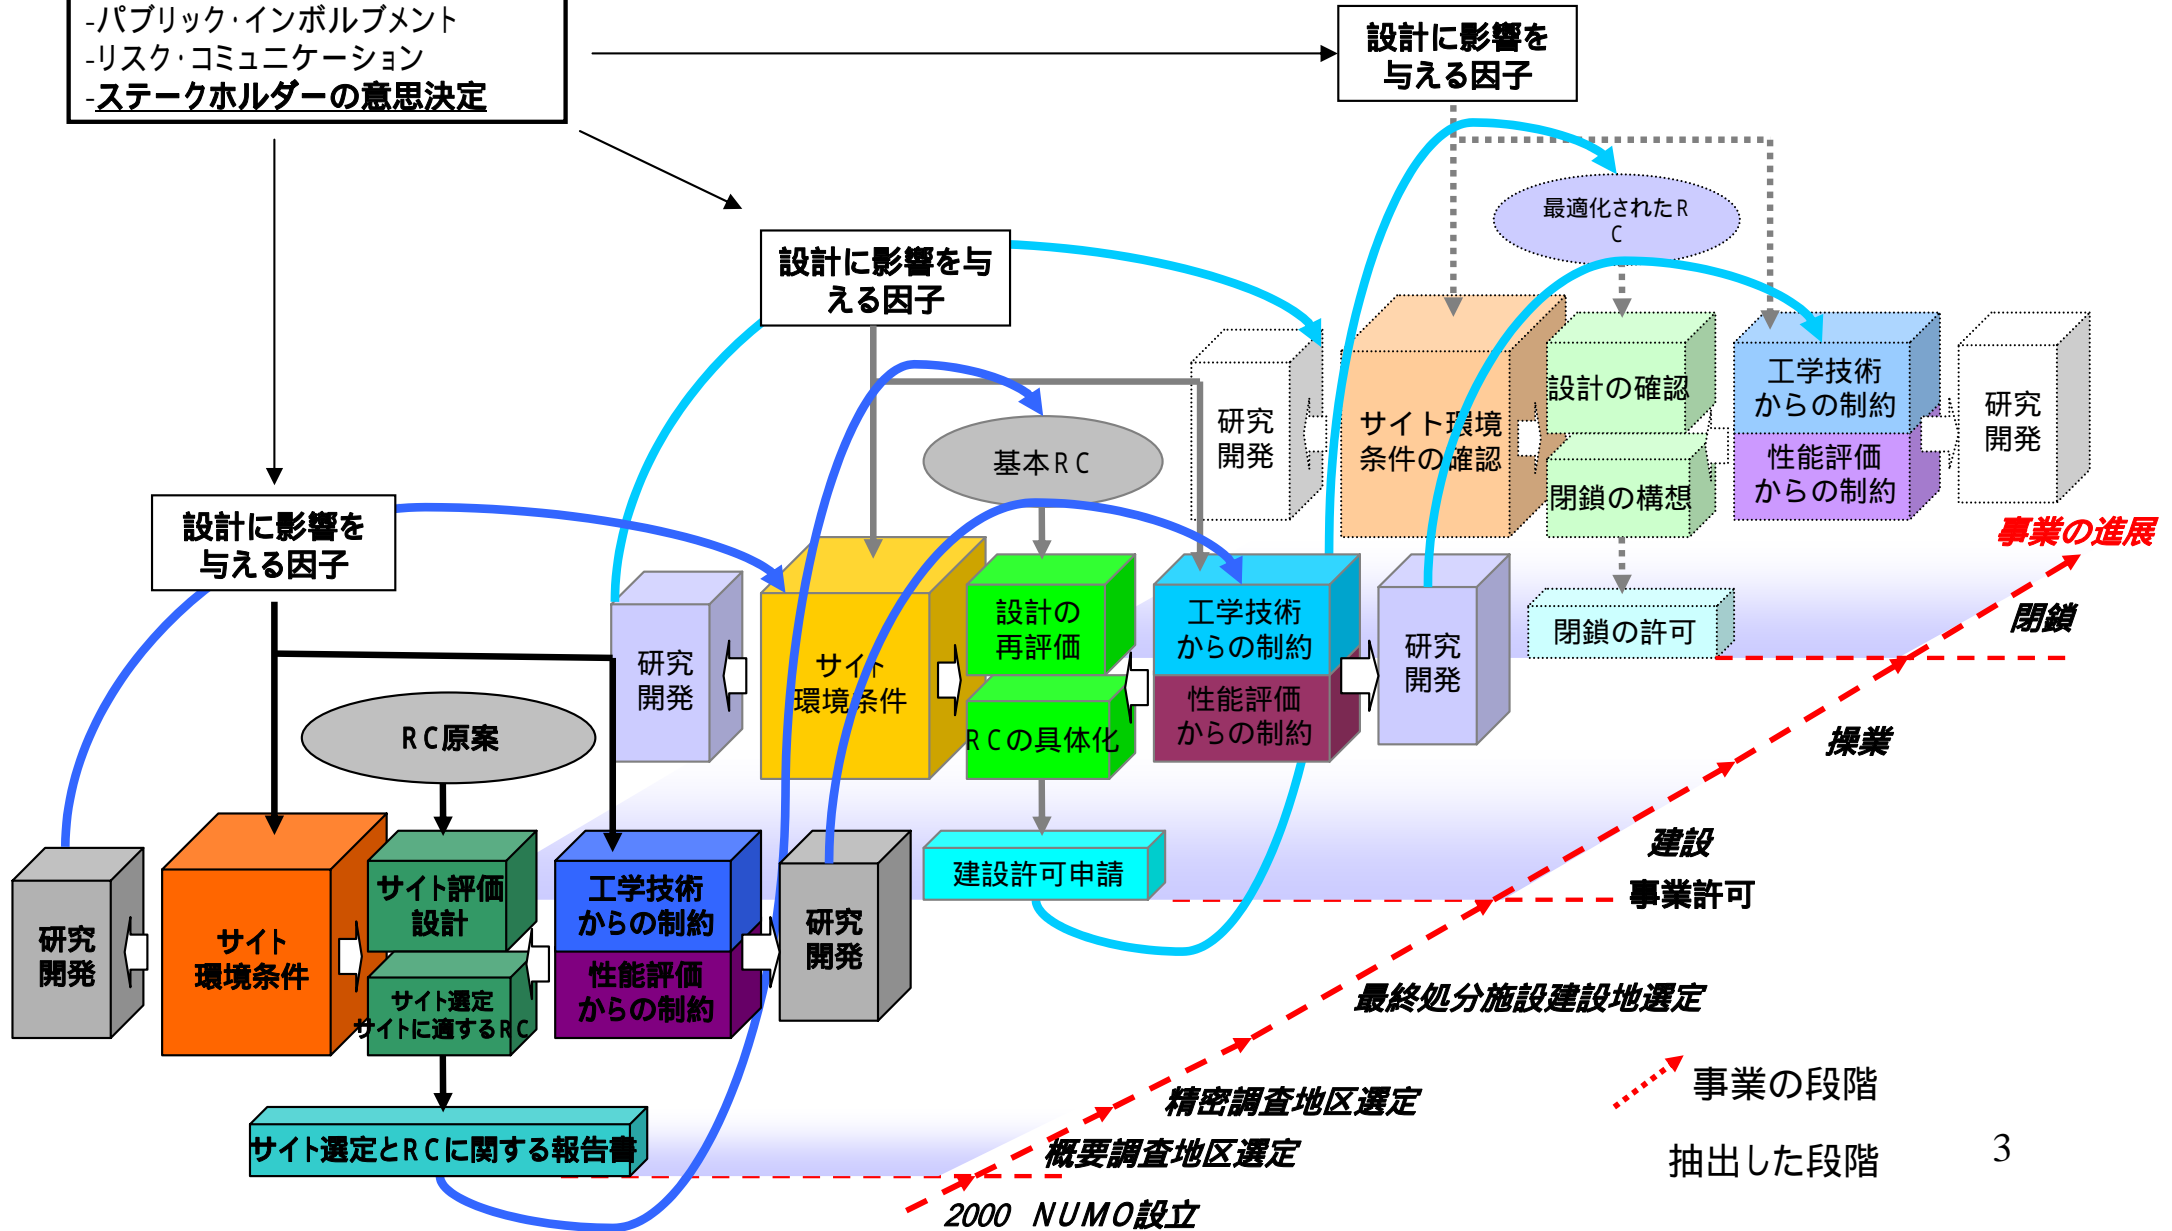 -パブリック・インボルブメント
-リスク・コミュニケーション
-ステークホルダーの意思決定
設計に影響を
与える因子
最適化されたR
C
設計に影響を与
える因子
研究
開発
サイト環境
条件の確認
設計の確認
閉鎖の構想
工学技術
からの制約
性能評価
からの制約
研究
開発
基本RC
事業の進展
設計に影響を
与える因子
閉鎖の許可
閉鎖
研究
開発
サイト
環境条件
設計の
再評価
RCの具体化
工学技術
からの制約
性能評価
からの制約
研究
開発
RC原案
操業
建設許可申請
建設
事業許可
研究
開発
サイト
環境条件
サイト評価
設計
サイト選定
サイトに適するRC
工学技術
からの制約
性能評価
からの制約
研究
開発
最終処分施設建設地選定
サイト選定とRCに関する報告書
精密調査地区選定
概要調査地区選定
2000 NUMO設立
事業の段階
抽出した段階
3